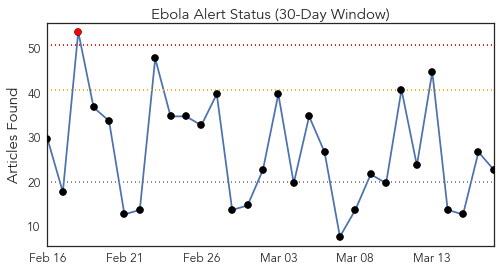 Ebola Alert Status (30-Day Window)
Articles Found
50
40
30
20
10
Feb 16 Feb 21 Feb 26 Mar 03 Mar 08 Mar 13